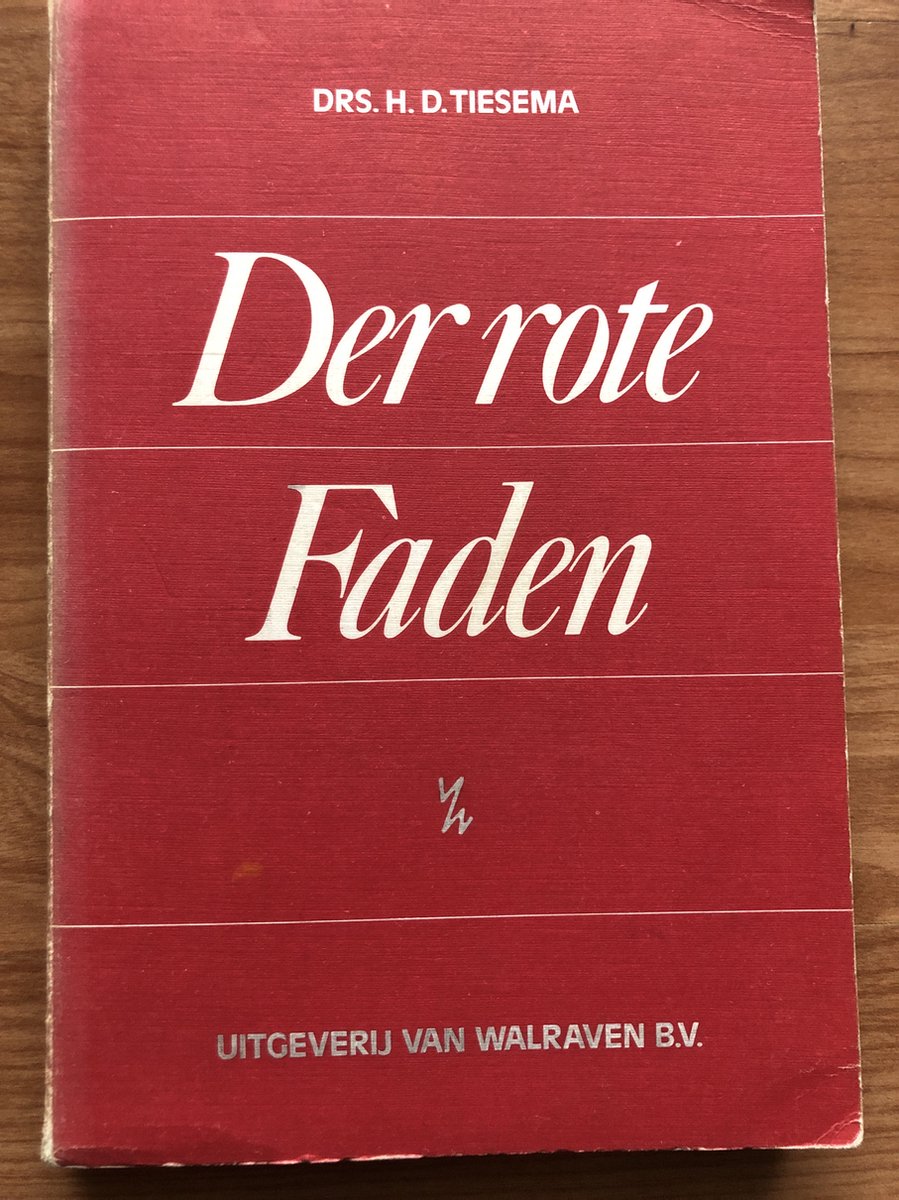 DRS. H. D. TIESEMA
Der rote
Faden
UITGEVERIJ VAN WALRAVEN B.V.